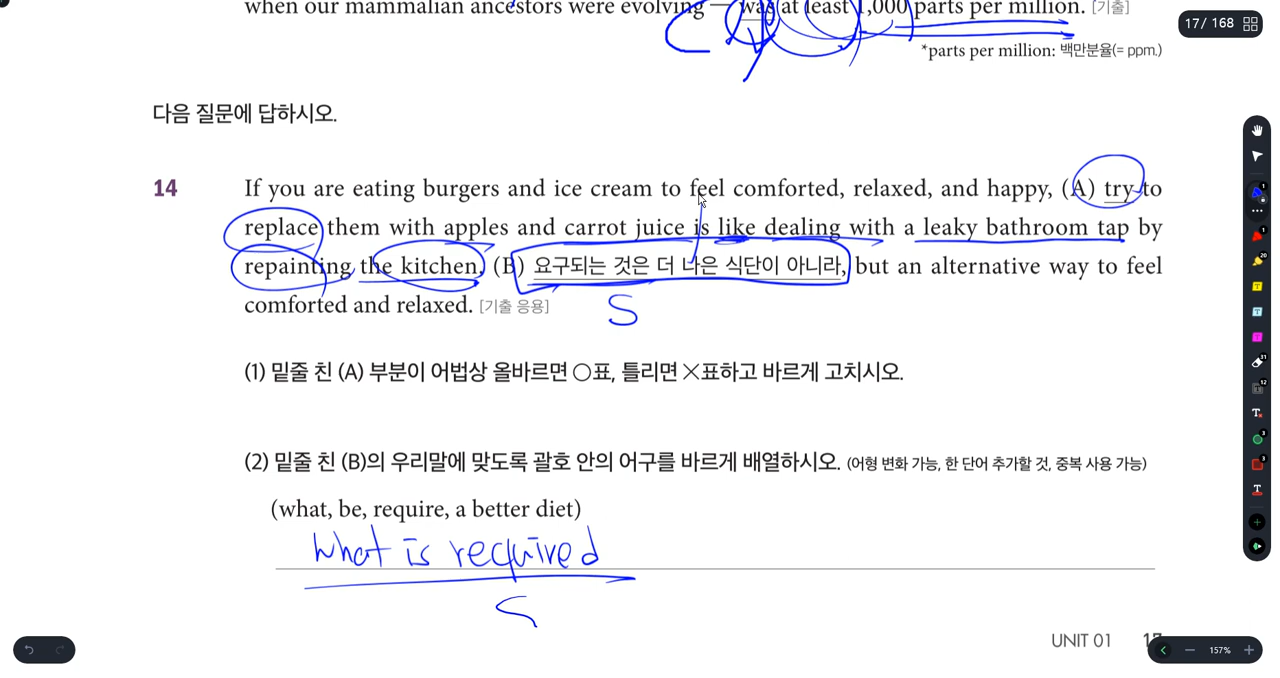 when our mammalian ancestors were evolving — was at least 1,000 parts per million. [기출]
17 / 168
*parts per million: 백만분율(= ppm.)
다음 질문에 답하시오.
14 If you are eating burgers and ice cream to feel comforted, relaxed, and happy, (A) try to
replace them with apples and carrot juice is like dealing with a leaky bathroom tap by
repainting the kitchen. (B) 요구되는 것은 더 나은 식단이 아니라, but an alternative way to feel
comforted and relaxed. [기출 응용]
S
(1) 밑줄 친 (A) 부분이 어법상 올바르면 ○표, 틀리면 ×표하고 바르게 고치시오.
(2) 밑줄 친 (B)의 우리말에 맞도록 괄호 안의 어구를 바르게 배열하시오. (어형 변화 가능, 한 단어 추가할 것, 중복 사용 가능)
(what, be, require, a better diet)
What is required
S
UNIT 01
157%